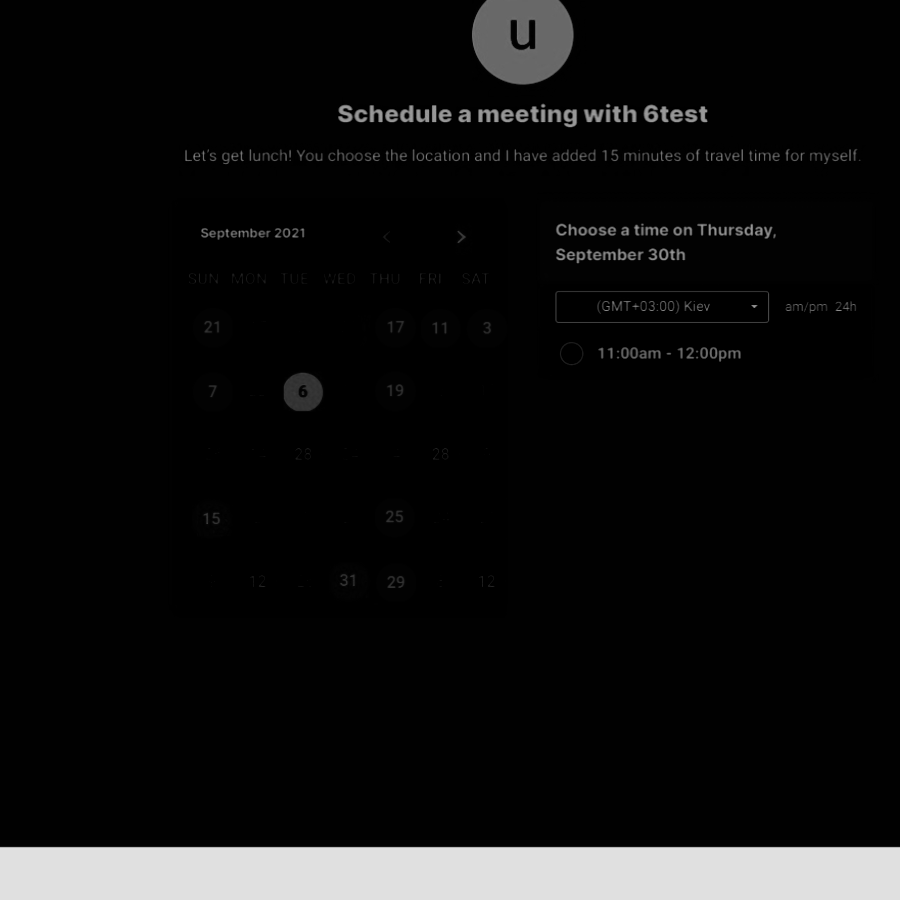 u
Schedule a meeting with 6test
Let's get lunch! You choose the location and I have added 15 minutes of travel time for myself.
September 2021
SUN MON TUE WED THU FRI SAT
21 17 11 3
7 6 19
28 28
15 25
12 31 29 12
Choose a time on Thursday,
September 30th
(GMT+03:00) Kiev am/pm 24h
11:00am - 12:00pm